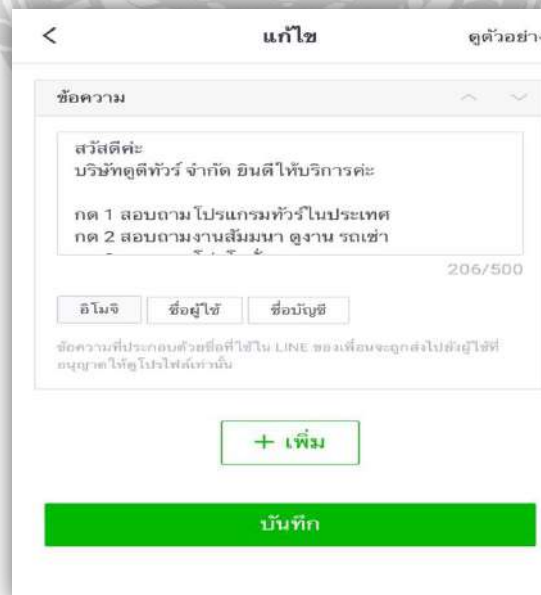 แก้ไข
ดูตัวอย่าง
ข้อความ
สวัสดีค่ะ
บริษัทดูดีทัวร์ จำกัด ยินดีให้บริการค่ะ
กด 1 สอบถามโปรแกรมทัวร์ในประเทศ
กด 2 สอบถามงานสัมมนา ดูงาน รถเช่า
206/500
อิโมจิ
ชื่อผู้ใช้
ชื่อบัญชี
ข้อความที่ประกอบด้วยชื่อที่ใช้ใน LINE ของเพื่อนจะถูกส่งไปยังผู้ใช้ที่
อนุญาตให้ดูโปรไฟล์เท่านั้น
+ เพิ่ม
บันทึก